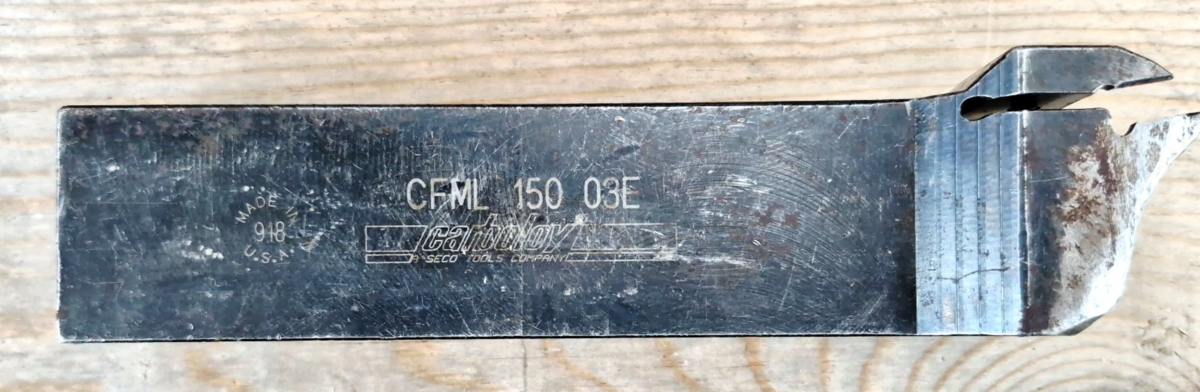 CFML 150 03E
carboloy
A SECO TOOLS COMPANY
MADE IN
918
U.S.A.